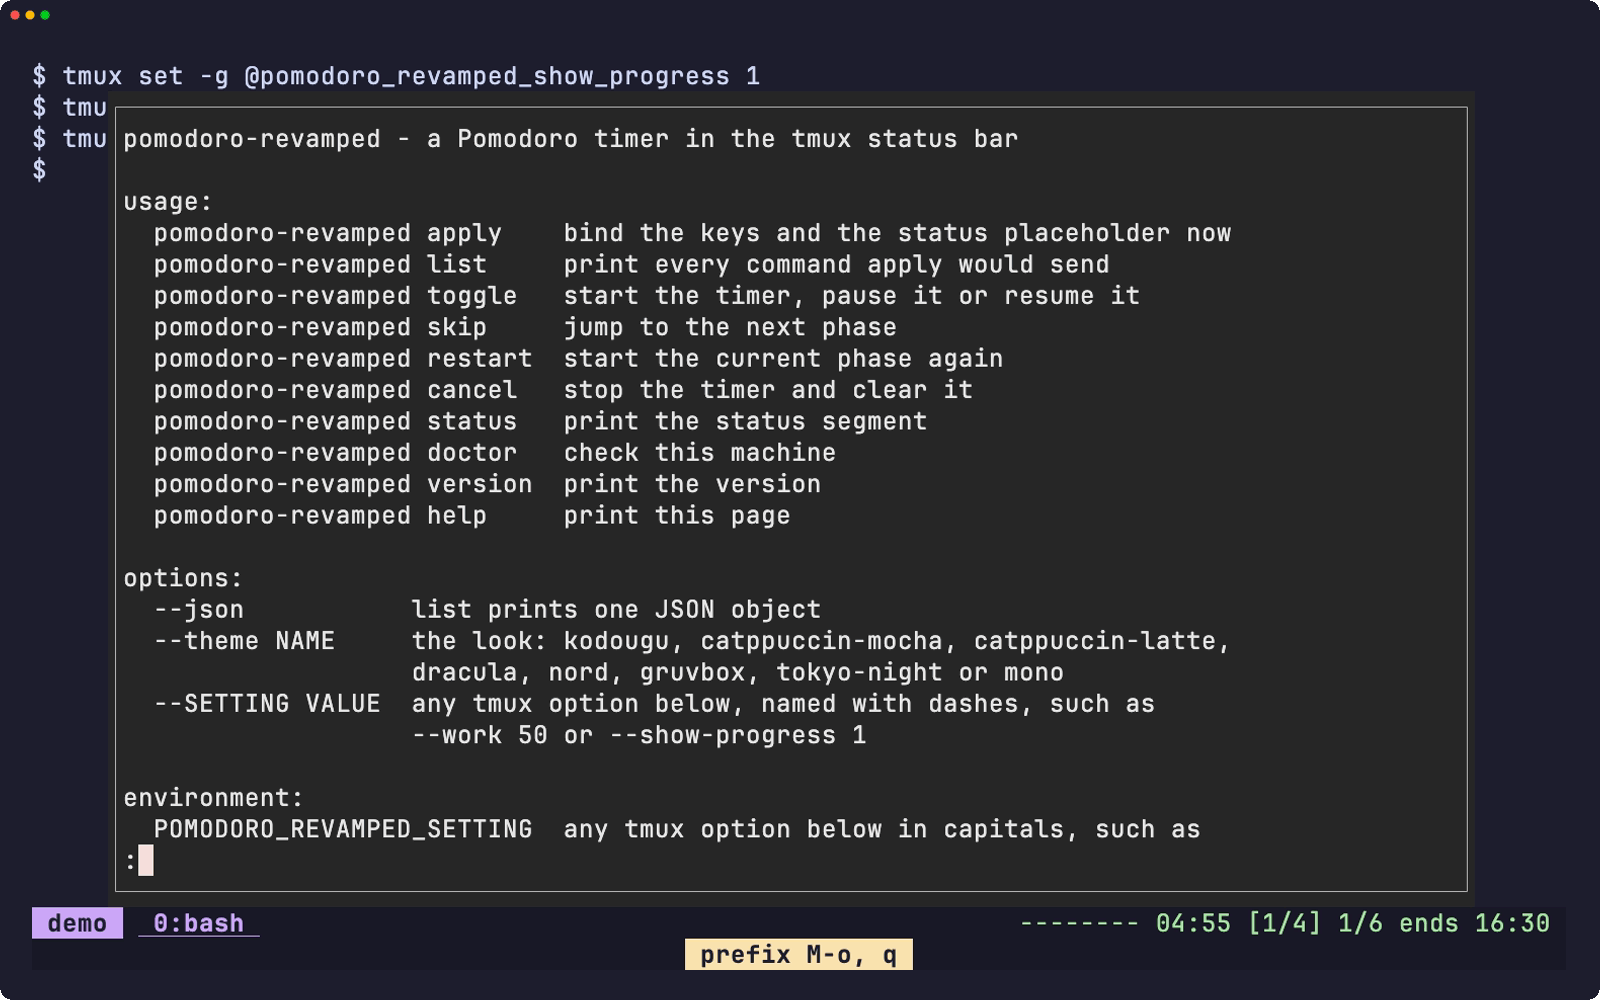 $ tmux set -g @pomodoro_revamped_show_progress 1
$ tmu
$ tmu
$
pomodoro-revamped - a Pomodoro timer in the tmux status bar
usage:
  pomodoro-revamped apply    bind the keys and the status placeholder now
  pomodoro-revamped list     print every command apply would send
  pomodoro-revamped toggle   start the timer, pause it or resume it
  pomodoro-revamped skip     jump to the next phase
  pomodoro-revamped restart  start the current phase again
  pomodoro-revamped cancel   stop the timer and clear it
  pomodoro-revamped status   print the status segment
  pomodoro-revamped doctor   check this machine
  pomodoro-revamped version  print the version
  pomodoro-revamped help     print this page
options:
  --json           list prints one JSON object
  --theme NAME     the look: kodougu, catppuccin-mocha, catppuccin-latte,
                   dracula, nord, gruvbox, tokyo-night or mono
  --SETTING VALUE  any tmux option below, named with dashes, such as
                   --work 50 or --show-progress 1
environment:
  POMODORO_REVAMPED_SETTING  any tmux option below in capitals, such as
:
demo  0:bash  -------- 04:55 [1/4] 1/6 ends 16:30
prefix M-o, q